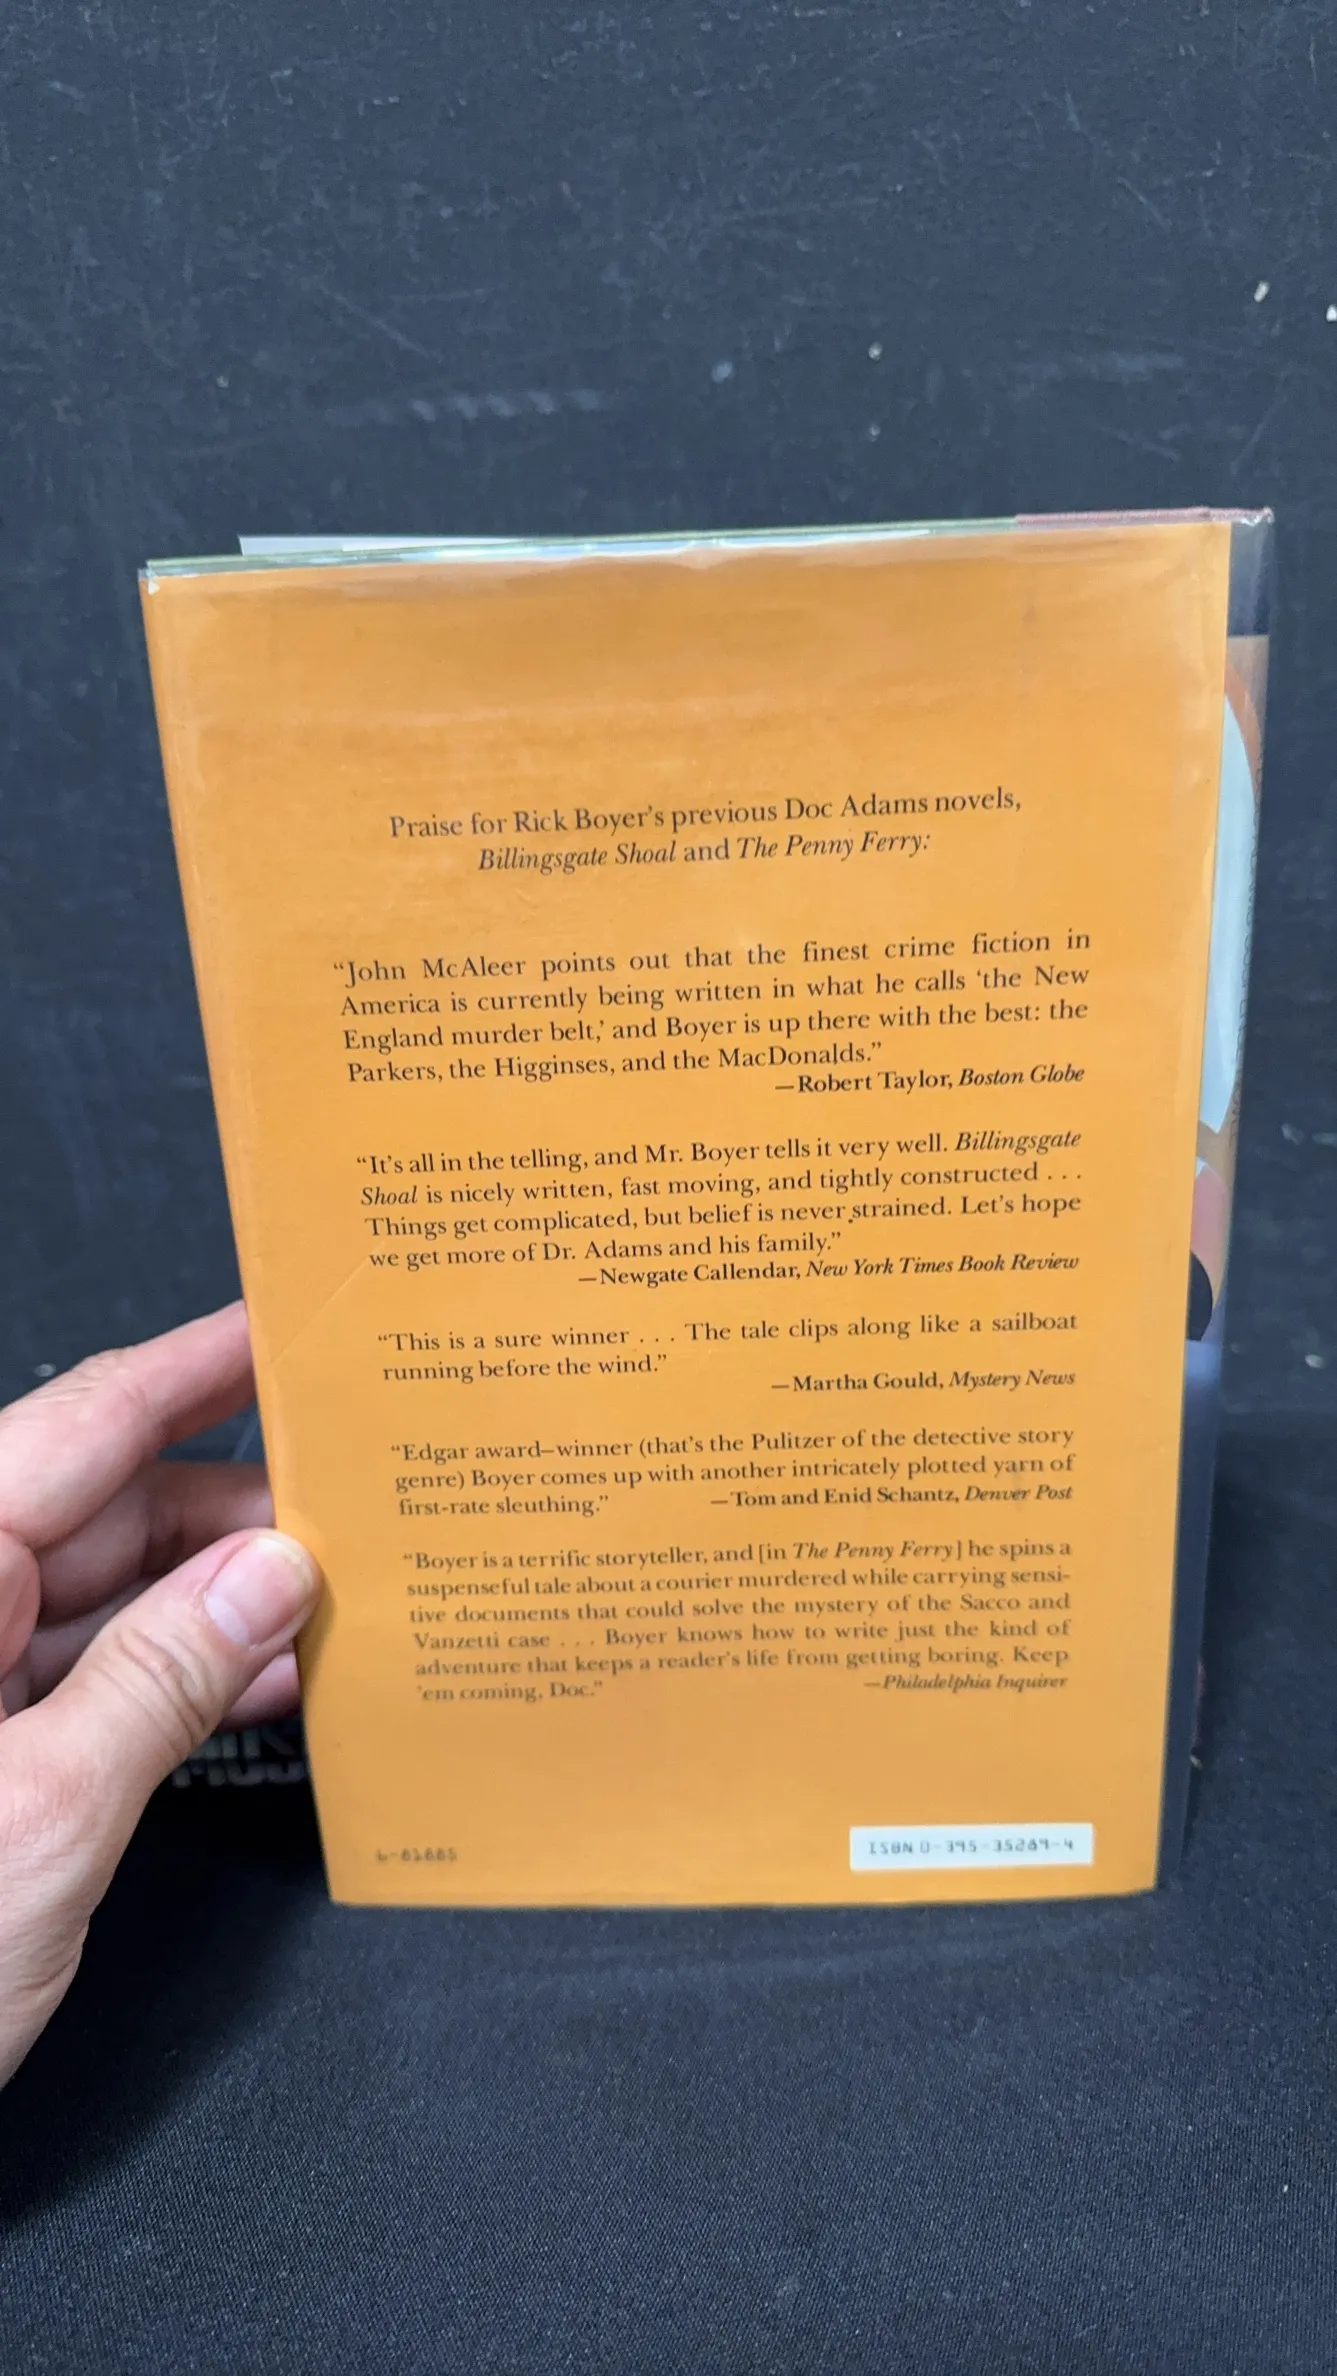 Praise for Rick Boyer's previous Doc Adams novels,
Billingsgate Shoal and The Penny Ferry:
“John McAleer points out that the finest crime fiction in
America is currently being written in what he calls ‘the New
England murder belt,’ and Boyer is up there with the best: the
Parkers, the Higginses, and the MacDonalds.”
—Robert Taylor, Boston Globe
“It's all in the telling, and Mr. Boyer tells it very well. Billingsgate
Shoal is nicely written, fast moving, and tightly constructed . . .
Things get complicated, but belief is never strained. Let's hope
we get more of Dr. Adams and his family.”
—Newgate Callendar, New York Times Book Review
“This is a sure winner . . . The tale clips along like a sailboat
running before the wind.”
—Martha Gould, Mystery News
“Edgar award–winner (that's the Pulitzer of the detective story
genre) Boyer comes up with another intricately plotted yarn of
first-rate sleuthing.” —Tom and Enid Schantz, Denver Post
“Boyer is a terrific storyteller, and [in The Penny Ferry] he spins a
suspenseful tale about a courier murdered while carrying sensi-
tive documents that could solve the mystery of the Sacco and
Vanzetti case . . . Boyer knows how to write just the kind of
adventure that keeps a reader's life from getting boring. Keep
'em coming, Doc.” —Philadelphia Inquirer
6-81885 ISBN 0-395-35289-4